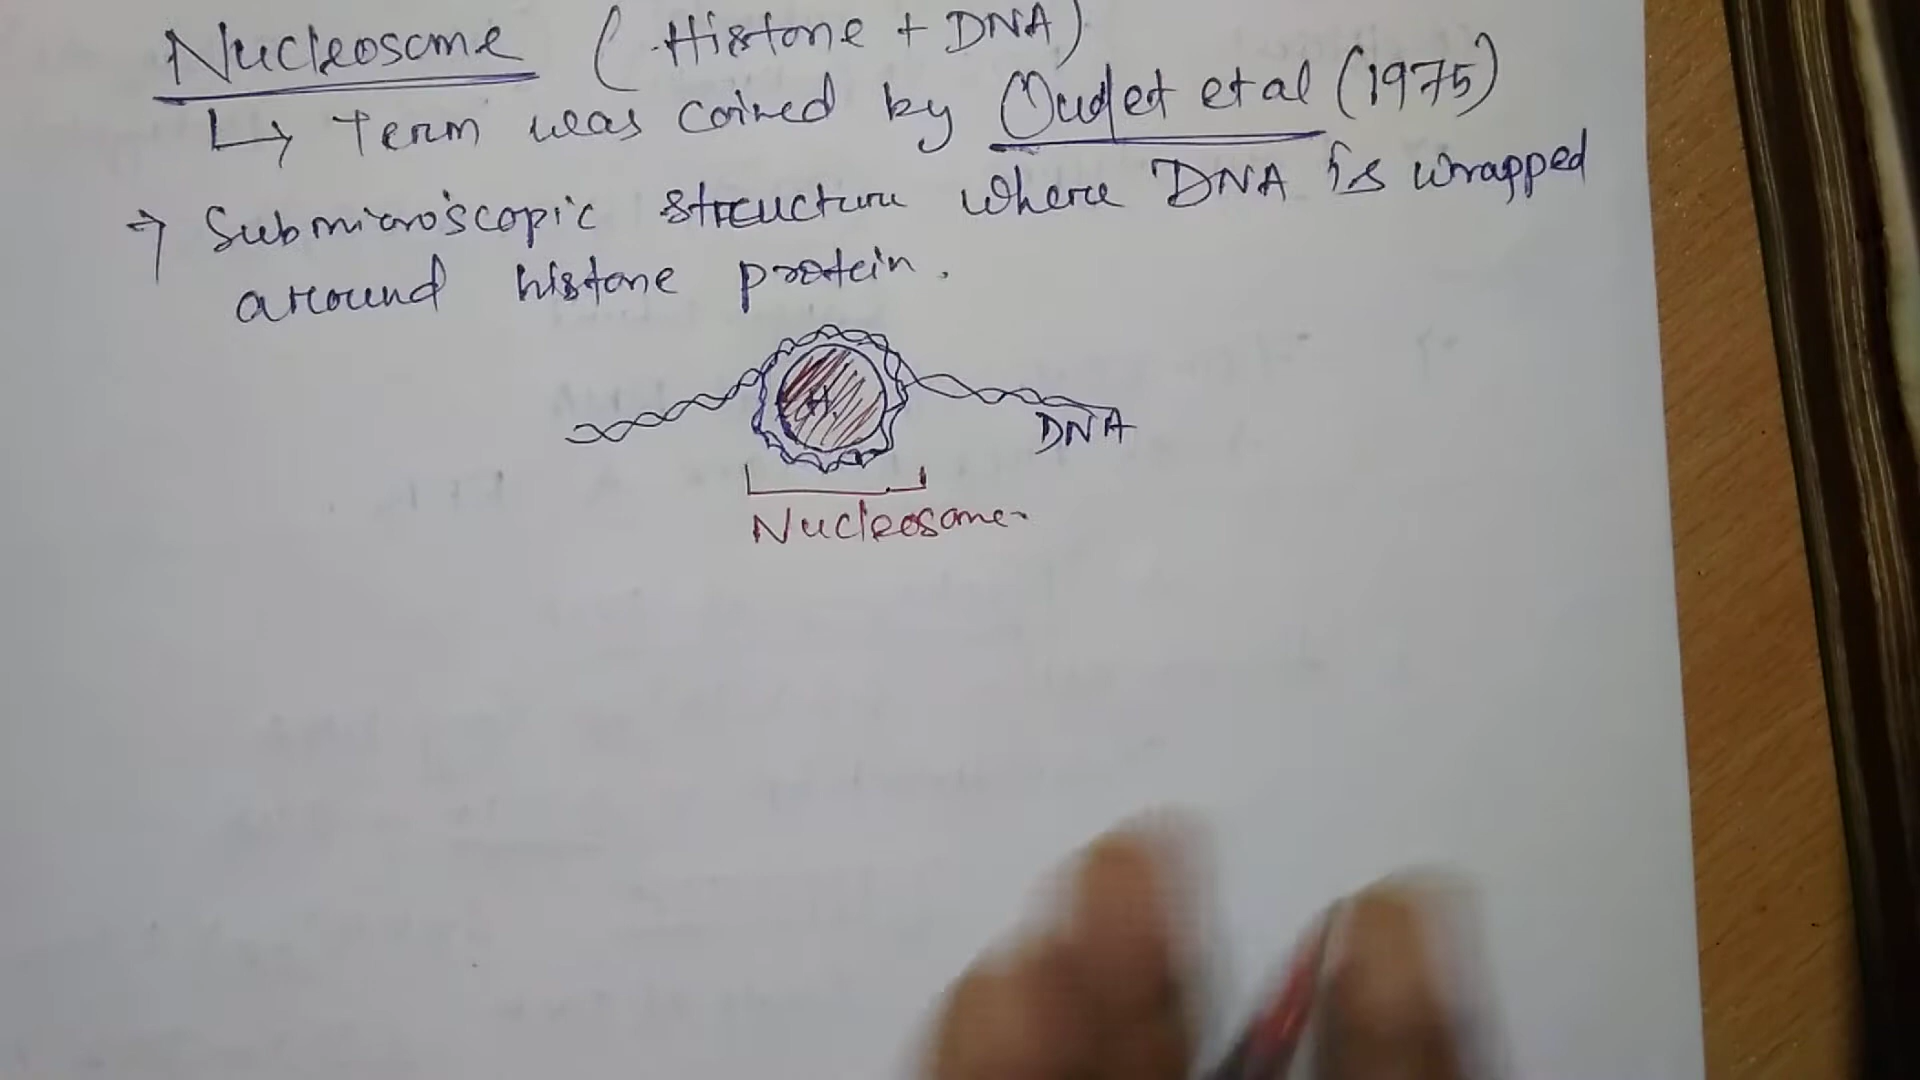 Nucleosome (Histone + DNA)
↳ Term was coined by Oudet et al (1975)
→ Submicroscopic structure where DNA is wrapped
around histone protein.
H
DNA
Nucleosome